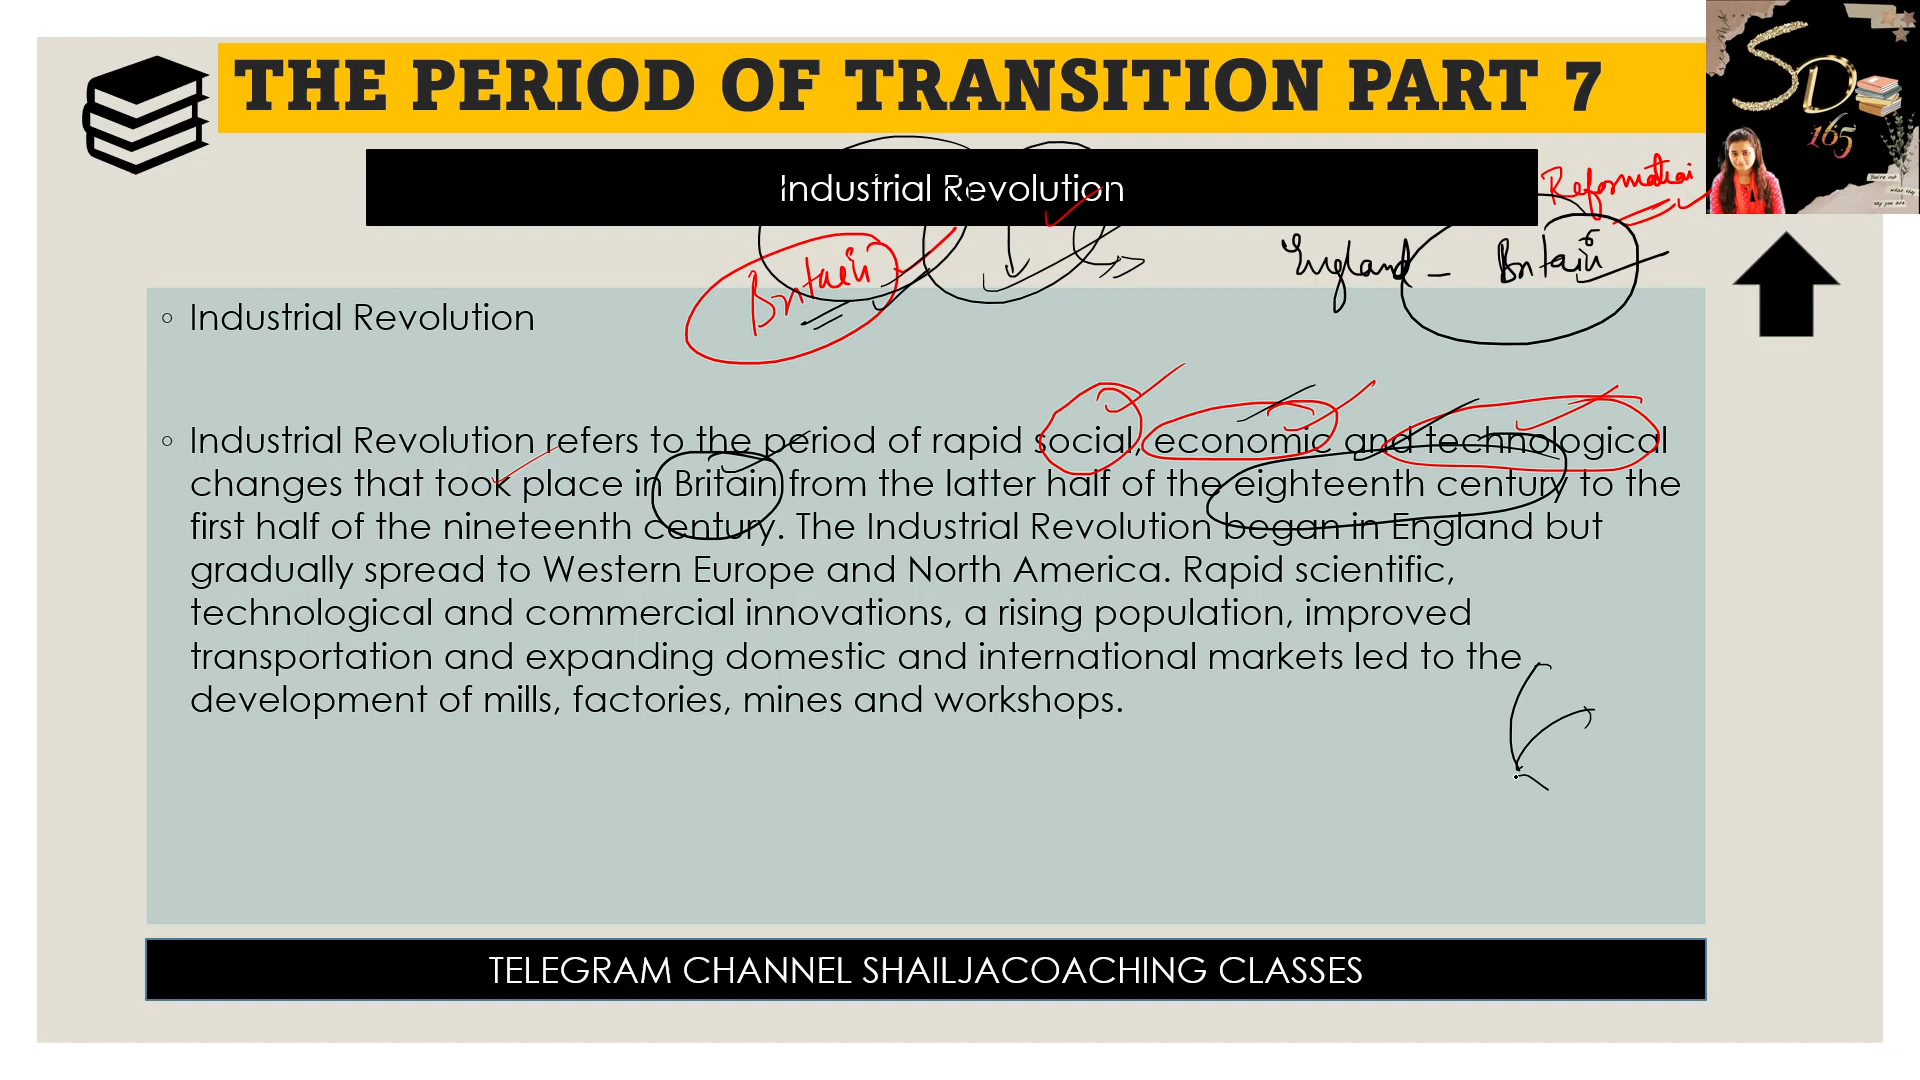 THE PERIOD OF TRANSITION PART 7
SD
165
Industrial Revolution
Reformation
Britain
England - Britain
◦ Industrial Revolution
◦ Industrial Revolution refers to the period of rapid social, economic and technological
changes that took place in Britain from the latter half of the eighteenth century to the
first half of the nineteenth century. The Industrial Revolution began in England but
gradually spread to Western Europe and North America. Rapid scientific,
technological and commercial innovations, a rising population, improved
transportation and expanding domestic and international markets led to the
development of mills, factories, mines and workshops.
TELEGRAM CHANNEL SHAILJACOACHING CLASSES